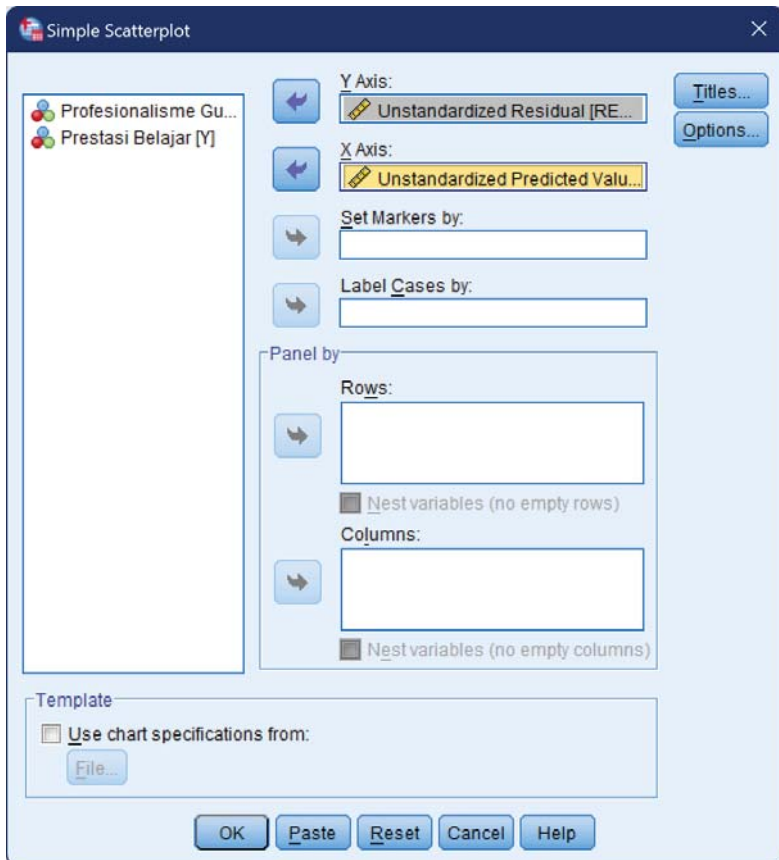 Simple Scatterplot
Profesionalisme Gu...
Prestasi Belajar [Y]
Y Axis:
Unstandardized Residual [RE...
X Axis:
Unstandardized Predicted Valu...
Set Markers by:
Label Cases by:
Panel by
Rows:
Nest variables (no empty rows)
Columns:
Nest variables (no empty columns)
Titles...
Options...
Template
Use chart specifications from:
File...
OK Paste Reset Cancel Help